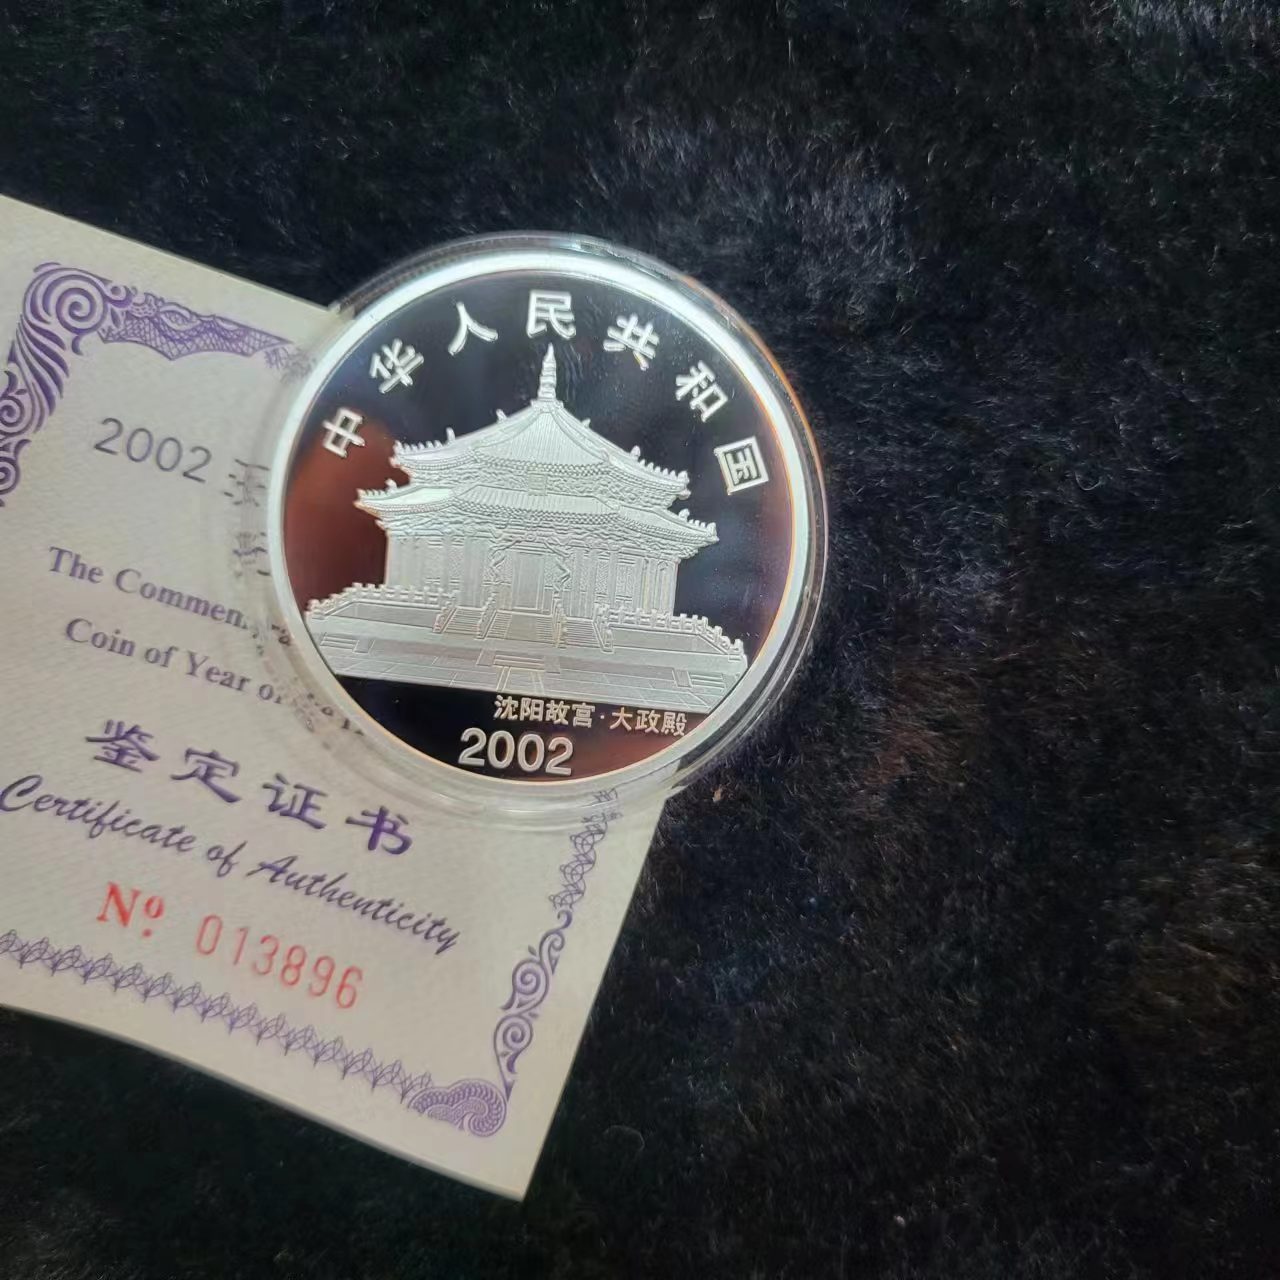 中华人民共和国
沈阳故宫·大政殿
2002
2002
The Commem
Coin of Year of
鉴定证书
Certificate of Authenticity
Nº 013896